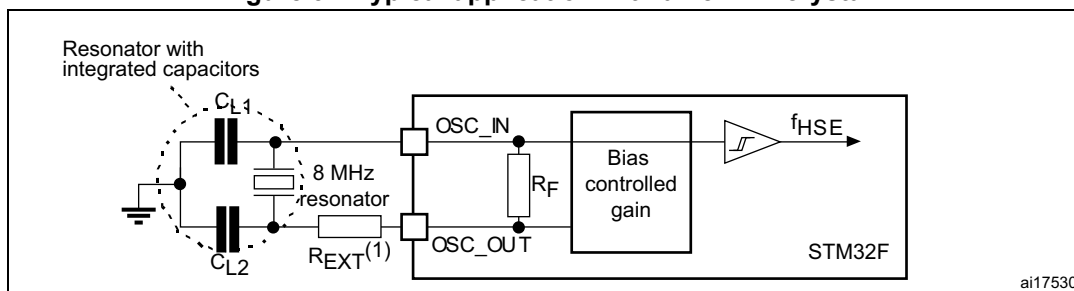 Resonator with
integrated capacitors
CL1
OSC_IN
fHSE
8 MHz
resonator
RF
Bias
controlled
gain
REXT(1)
OSC_OUT
STM32F
CL2
ai17530